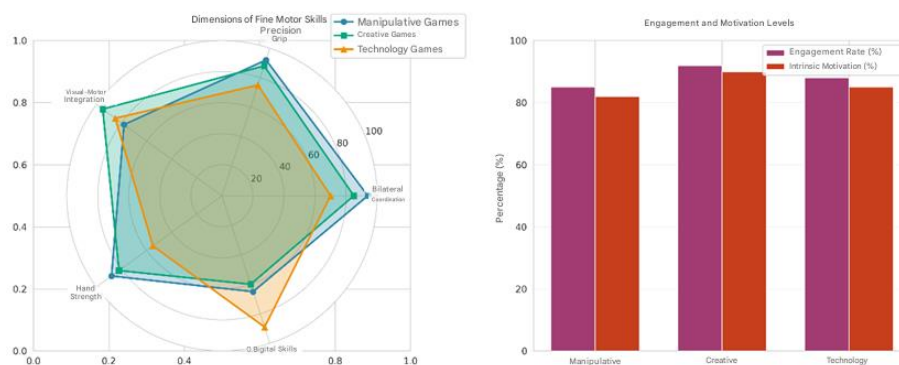 Dimensions of Fine Motor Skills
Manipulative Games
Creative Games
Technology Games
Precision
Grip
Visual-Motor
Integration
Bilateral
Coordination
Hand
Strength
Digital Skills
20
40
60
80
100
1.0
0.8
0.6
0.4
0.2
0.0
0.0
0.2
0.4
0.8
1.0
Engagement and Motivation Levels
Engagement Rate (%)
Intrinsic Motivation (%)
Percentage (%)
100
80
60
40
20
0
Manipulative
Creative
Technology